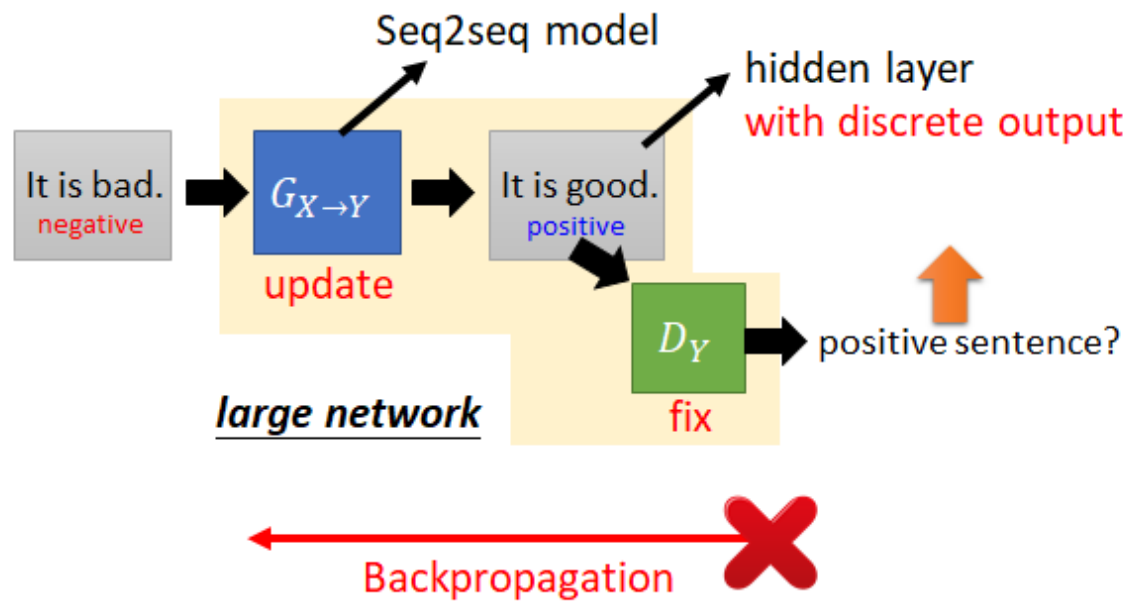 Seq2seq model
hidden layer
with discrete output
It is bad.
negative
G_{X→Y}
It is good.
positive
update
D_Y
positive sentence?
fix
large network
Backpropagation